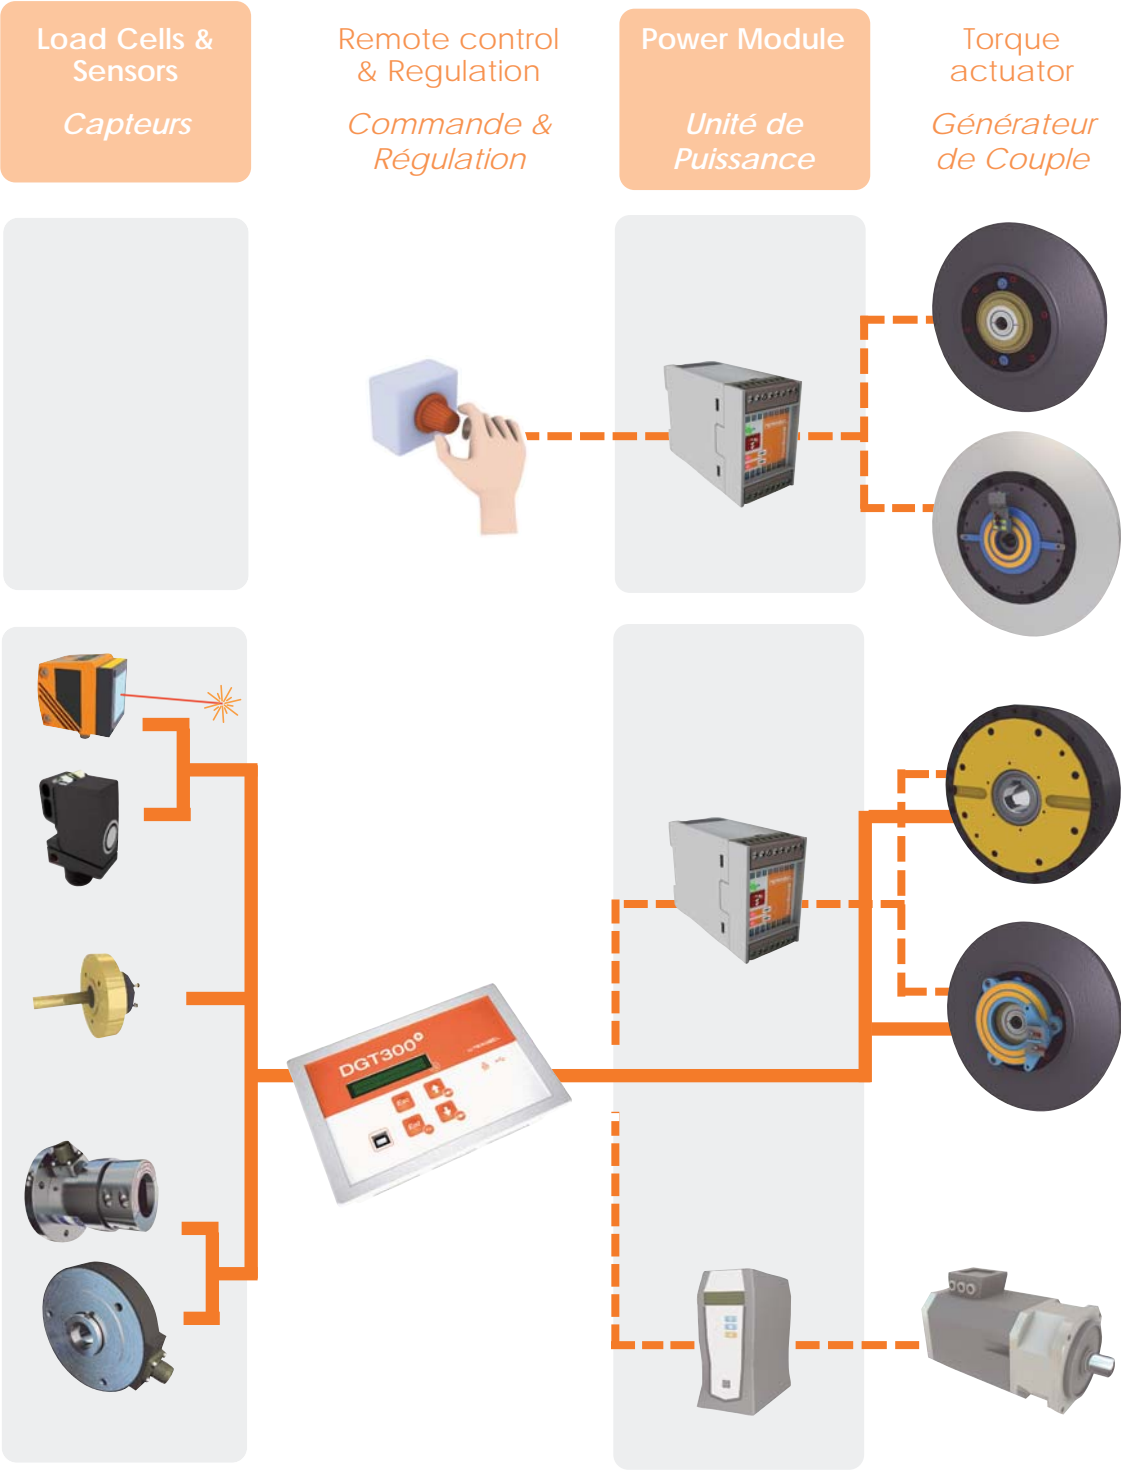 Load Cells &
Sensors
Capteurs
Remote control
& Regulation
Commande &
Régulation
Power Module
Unité de
Puissance
Torque
actuator
Générateur
de Couple
DGT300
Esc